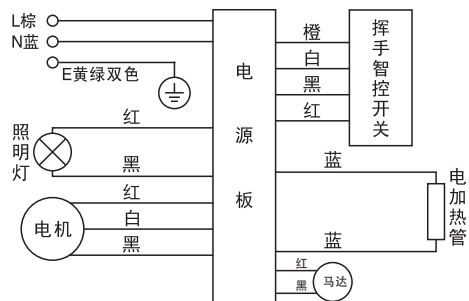 L棕
N蓝
E黄绿双色
红
照明灯
黑
红
电机
白
黑
电源板
橙
白
黑
红
挥手智控开关
蓝
电加热管
蓝
红
黑
马达